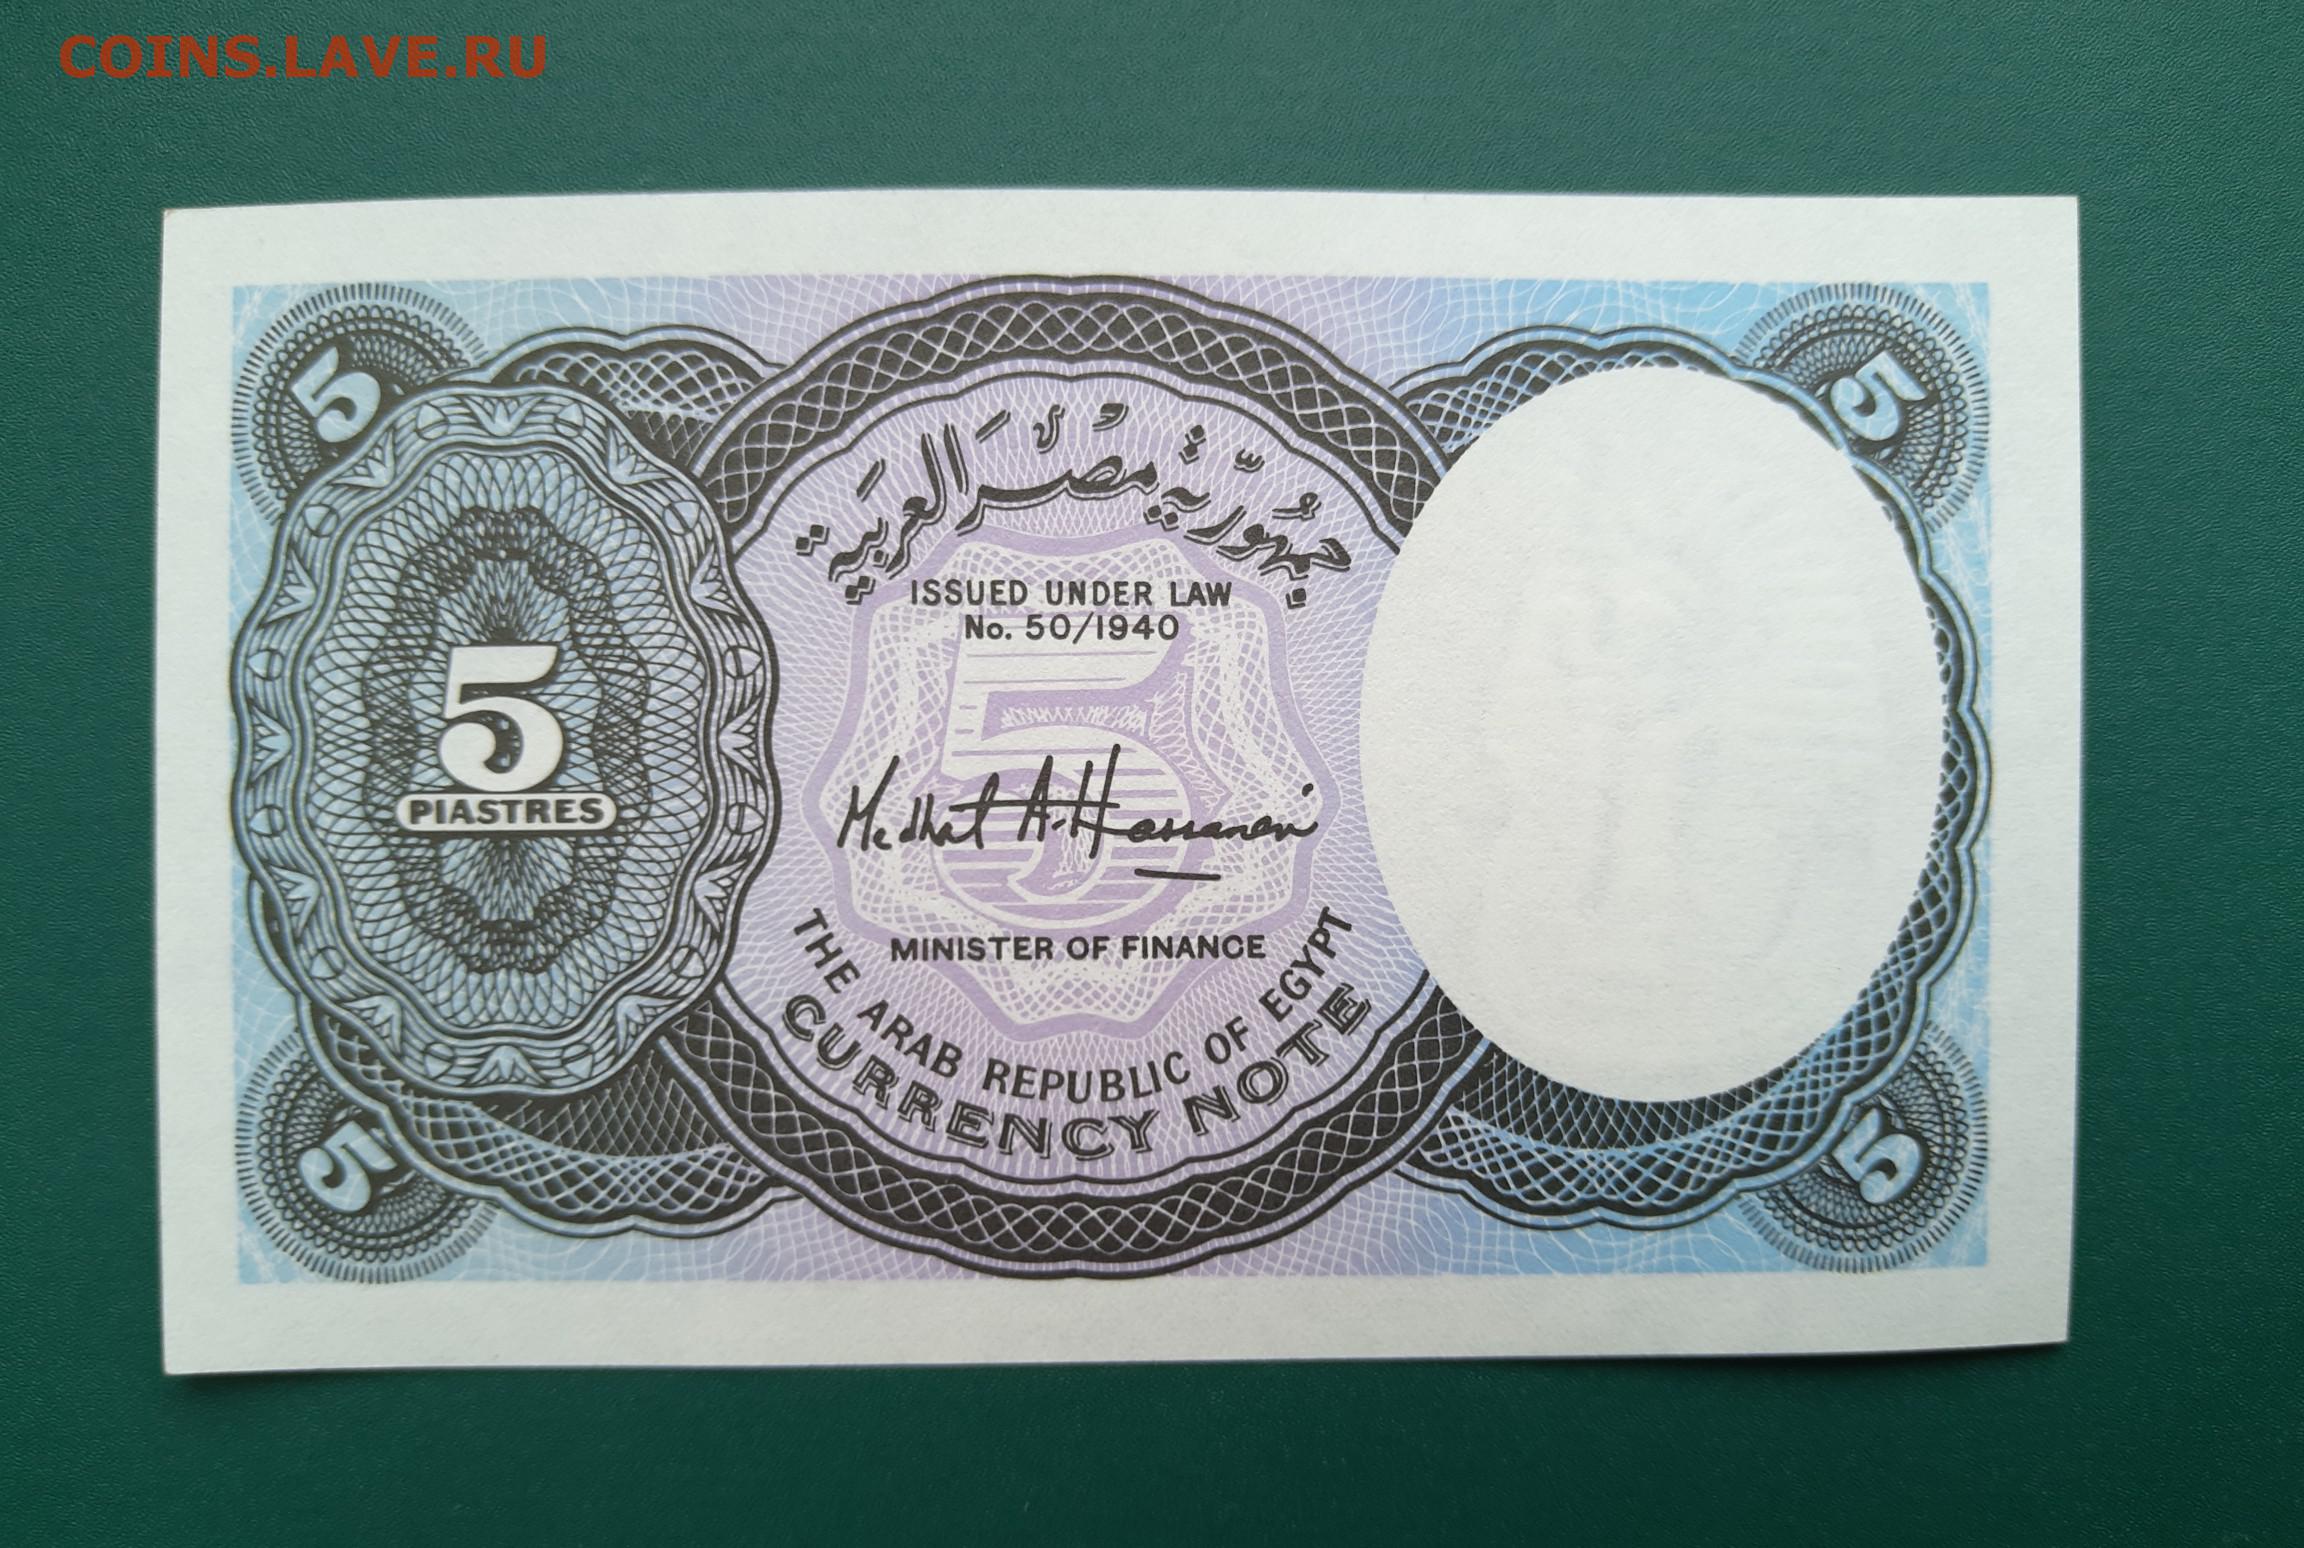 COINS.LAVE.RU
5
5
جمهورية مصر العربية
ISSUED UNDER LAW
No. 50/1940
5
5
PIASTRES
Medhat A. Hassanein
MINISTER OF FINANCE
THE ARAB REPUBLIC OF EGYPT
CURRENCY NOTE
5
5